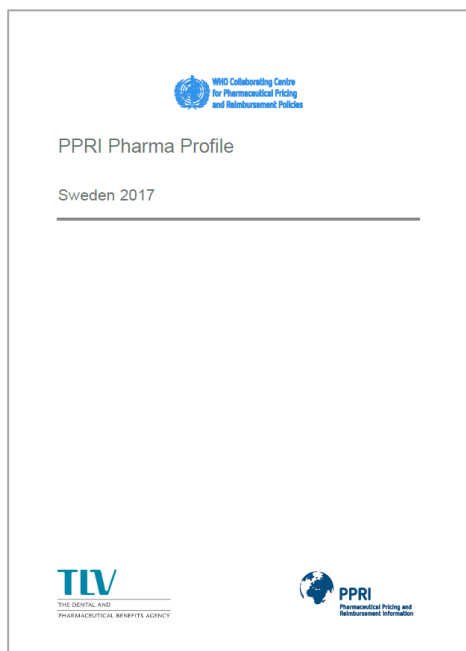 WHO Collaborating Centre
for Pharmaceutical Pricing
and Reimbursement Policies
PPRI Pharma Profile
Sweden 2017
TLV
THE DENTAL AND
PHARMACEUTICAL BENEFITS AGENCY
PPRI
Pharmaceutical Pricing and
Reimbursement Information